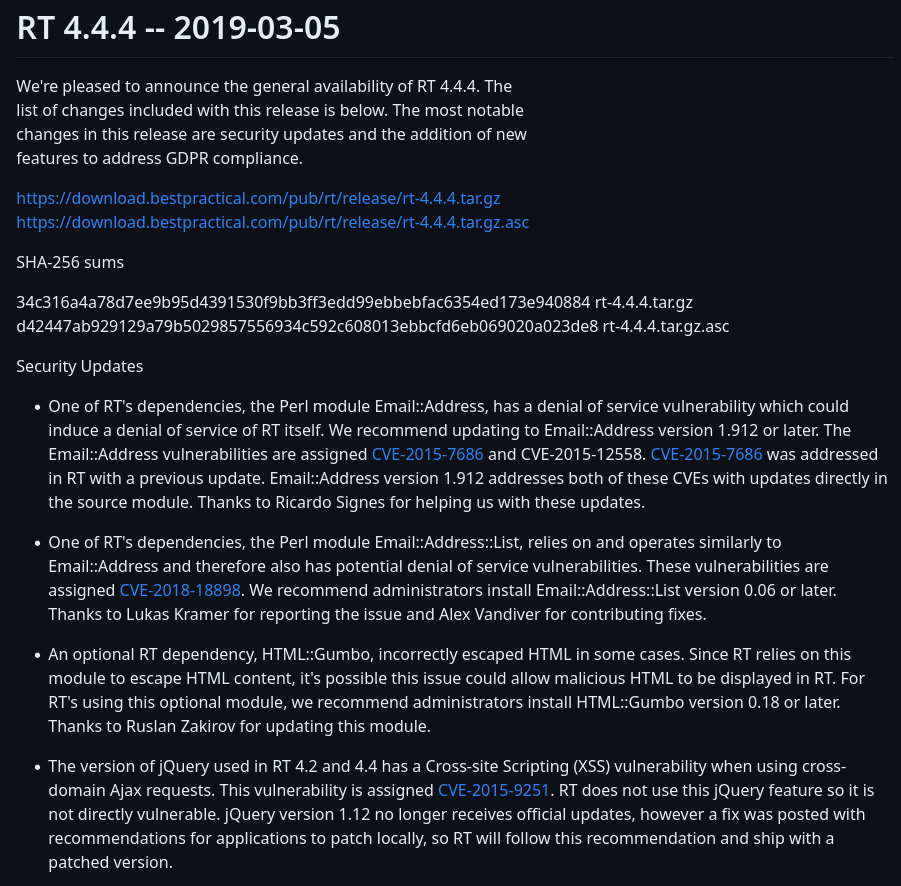 RT 4.4.4 -- 2019-03-05
We're pleased to announce the general availability of RT 4.4.4. The
list of changes included with this release is below. The most notable
changes in this release are security updates and the addition of new
features to address GDPR compliance.
https://download.bestpractical.com/pub/rt/release/rt-4.4.4.tar.gz
https://download.bestpractical.com/pub/rt/release/rt-4.4.4.tar.gz.asc
SHA-256 sums
34c316a4a78d7ee9b95d4391530f9bb3ff3edd99ebbebfac6354ed173e940884 rt-4.4.4.tar.gz
d42447ab929129a79b5029857556934c592c608013ebbcfd6eb069020a023de8 rt-4.4.4.tar.gz.asc
Security Updates
• One of RT's dependencies, the Perl module Email::Address, has a denial of service vulnerability which could
induce a denial of service of RT itself. We recommend updating to Email::Address version 1.912 or later. The
Email::Address vulnerabilities are assigned CVE-2015-7686 and CVE-2015-12558. CVE-2015-7686 was addressed
in RT with a previous update. Email::Address version 1.912 addresses both of these CVEs with updates directly in
the source module. Thanks to Ricardo Signes for helping us with these updates.
• One of RT's dependencies, the Perl module Email::Address::List, relies on and operates similarly to
Email::Address and therefore also has potential denial of service vulnerabilities. These vulnerabilities are
assigned CVE-2018-18898. We recommend administrators install Email::Address::List version 0.06 or later.
Thanks to Lukas Kramer for reporting the issue and Alex Vandiver for contributing fixes.
• An optional RT dependency, HTML::Gumbo, incorrectly escaped HTML in some cases. Since RT relies on this
module to escape HTML content, it's possible this issue could allow malicious HTML to be displayed in RT. For
RT's using this optional module, we recommend administrators install HTML::Gumbo version 0.18 or later.
Thanks to Ruslan Zakirov for updating this module.
• The version of jQuery used in RT 4.2 and 4.4 has a Cross-site Scripting (XSS) vulnerability when using cross-
domain Ajax requests. This vulnerability is assigned CVE-2015-9251. RT does not use this jQuery feature so it is
not directly vulnerable. jQuery version 1.12 no longer receives official updates, however a fix was posted with
recommendations for applications to patch locally, so RT will follow this recommendation and ship with a
patched version.